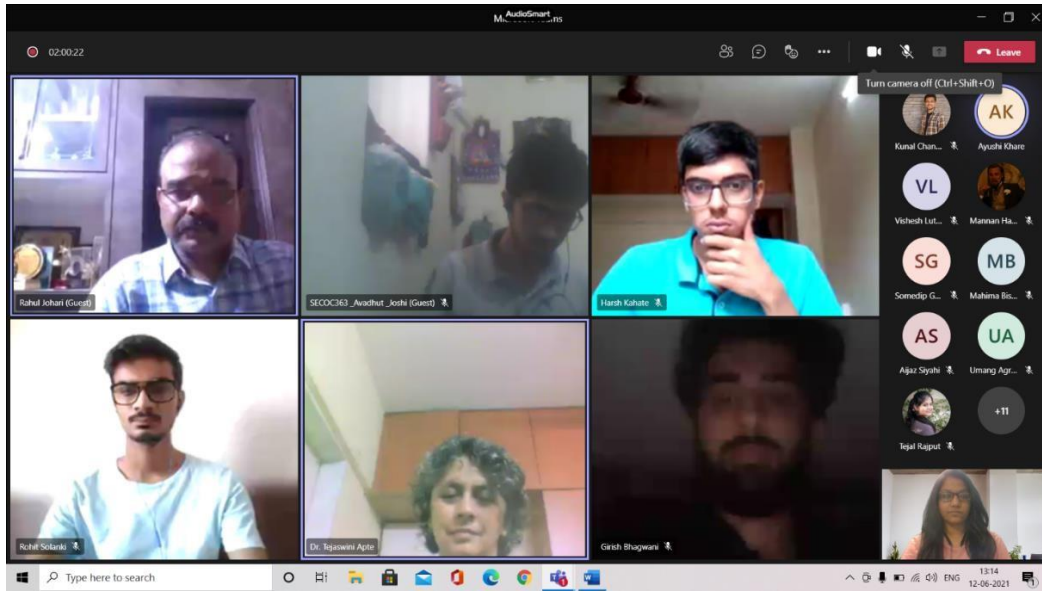 AudioSmart
02:00:22
Leave
Turn camera off (Ctrl+Shift+O)
Rahul Johari (Guest)
SECOC363 _Avadhut _Joshi (Guest)
Harsh Kahate
Rohit Solanki
Dr. Tejaswini Apte
Girish Bhagwani
Kunal Chan...
AK
Ayushi Khare
VL
Vishesh Lut...
Mannan Ha...
SG
Somedip G...
MB
Mahima Bis...
AS
Aijaz Siyahi
UA
Umang Agr...
Tejal Rajput
+11
Type here to search
ENG
13:14
12-06-2021